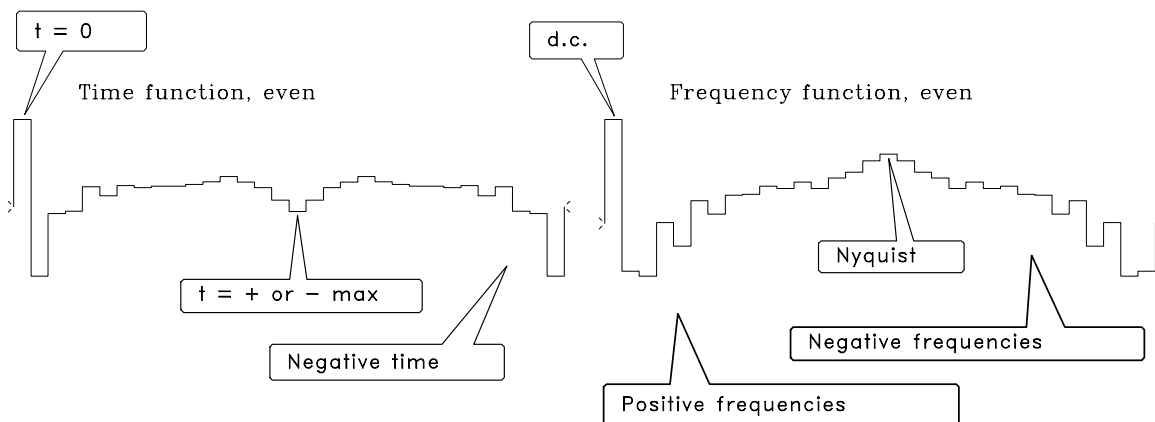 t = 0
d.c.
Time function, even
Frequency function, even
Nyquist
t = + or - max
Negative time
Negative frequencies
Positive frequencies